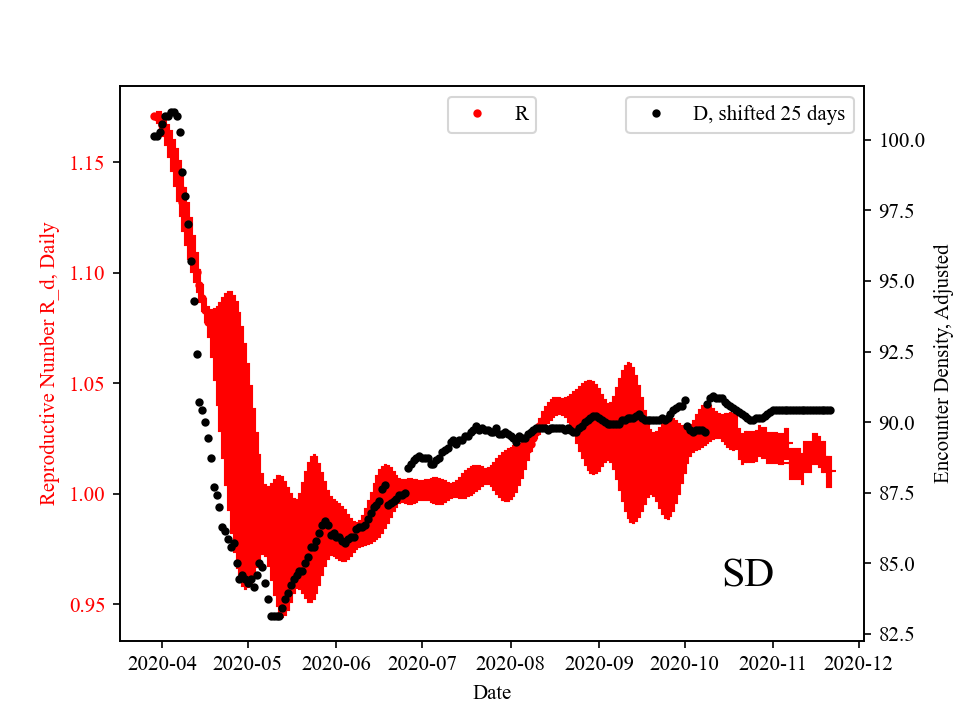 R
D, shifted 25 days
Reproductive Number R_d, Daily
1.15
1.10
1.05
1.00
0.95
100.0
97.5
95.0
92.5
90.0
87.5
85.0
82.5
Encounter Density, Adjusted
SD
2020-04 2020-05 2020-06 2020-07 2020-08 2020-09 2020-10 2020-11 2020-12
Date